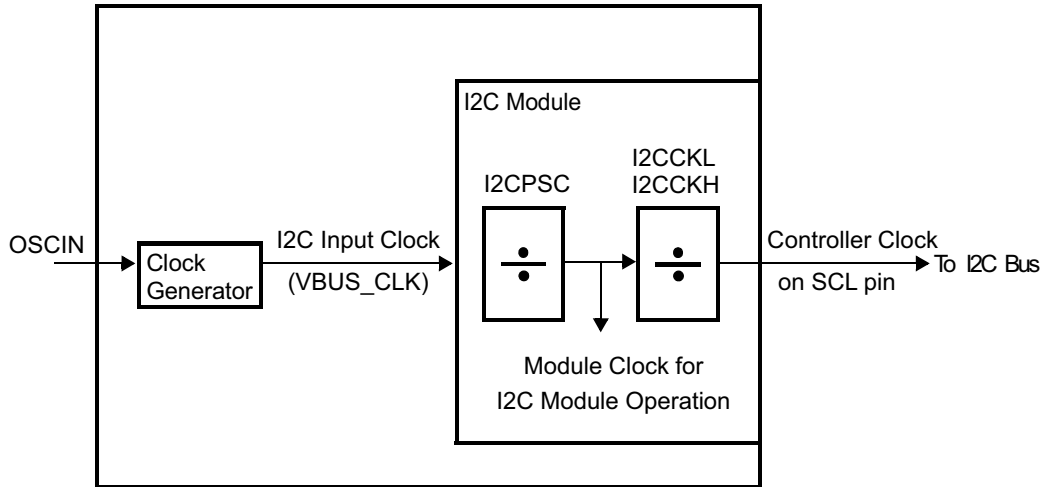 I2C Module
I2CPSC
I2CCKL
I2CCKH
OSCIN
Clock
Generator
I2C Input Clock
(VBUS_CLK)
÷
÷
Controller Clock
on SCL pin
To I2C Bus
Module Clock for
I2C Module Operation